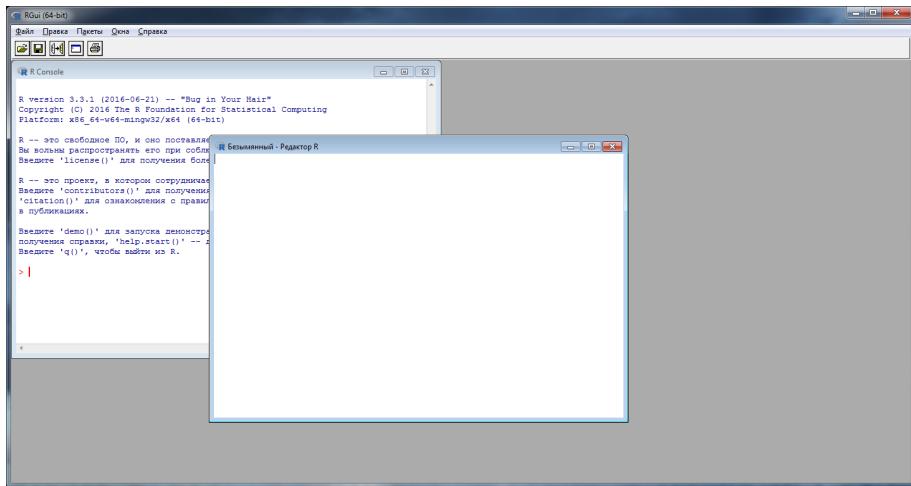 RGui (64-bit)
Файл Правка Пакеты Окна Справка
R Console
R version 3.3.1 (2016-06-21) -- "Bug in Your Hair"
Copyright (C) 2016 The R Foundation for Statistical Computing
Platform: x86_64-w64-mingw32/x64 (64-bit)
R -- это свободное ПО, и оно поставляе
Вы вольны распространять его при соблю
Введите 'license()' для получения боле
R -- это проект, в котором сотрудничае
Введите 'contributors()' для получения
'citation()' для ознакомления с правил
в публикациях.
Введите 'demo()' для запуска демонстра
получения справки, 'help.start()' -- д
Введите 'q()', чтобы выйти из R.
>
Безымянный - Редактор R